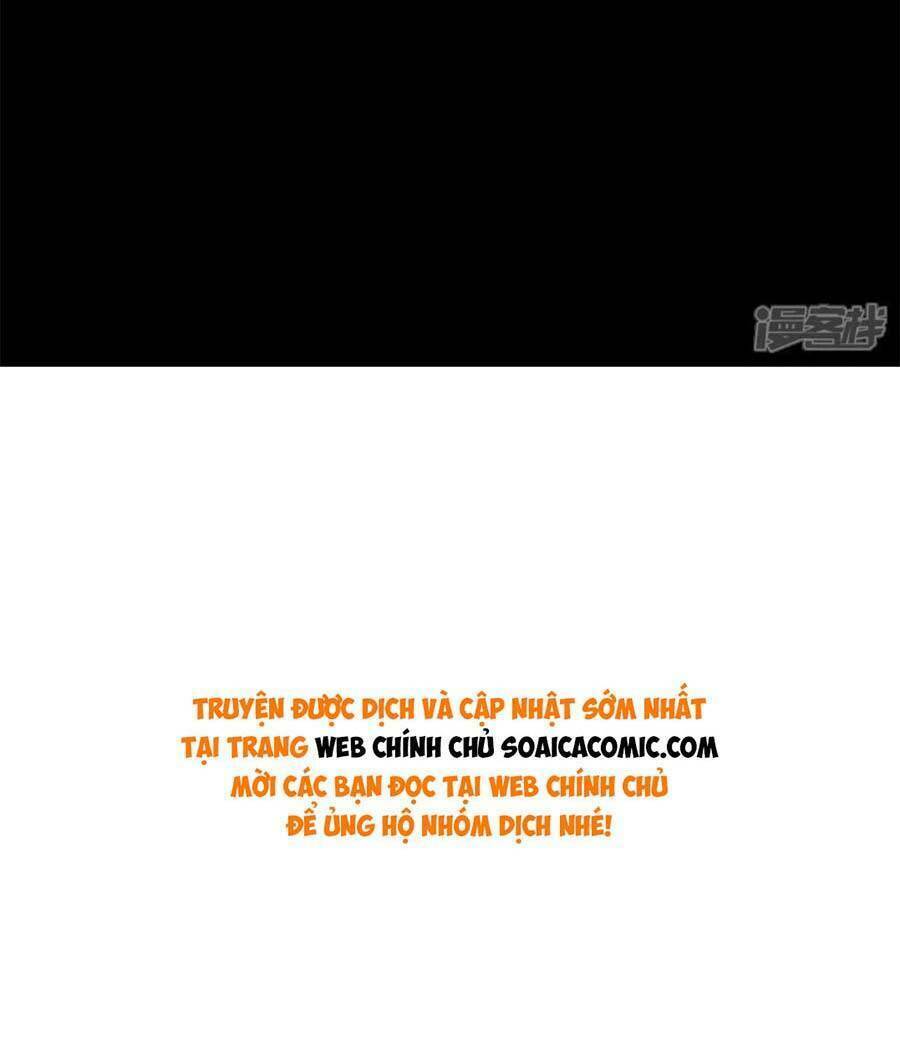 漫客栈
TRUYỆN ĐƯỢC DỊCH VÀ CẬP NHẬT SỚM NHẤT
TẠI TRANG WEB CHÍNH CHỦ SOAICACOMIC.COM
MỜI CÁC BẠN ĐỌC TẠI WEB CHÍNH CHỦ
ĐỂ ỦNG HỘ NHÓM DỊCH NHÉ!